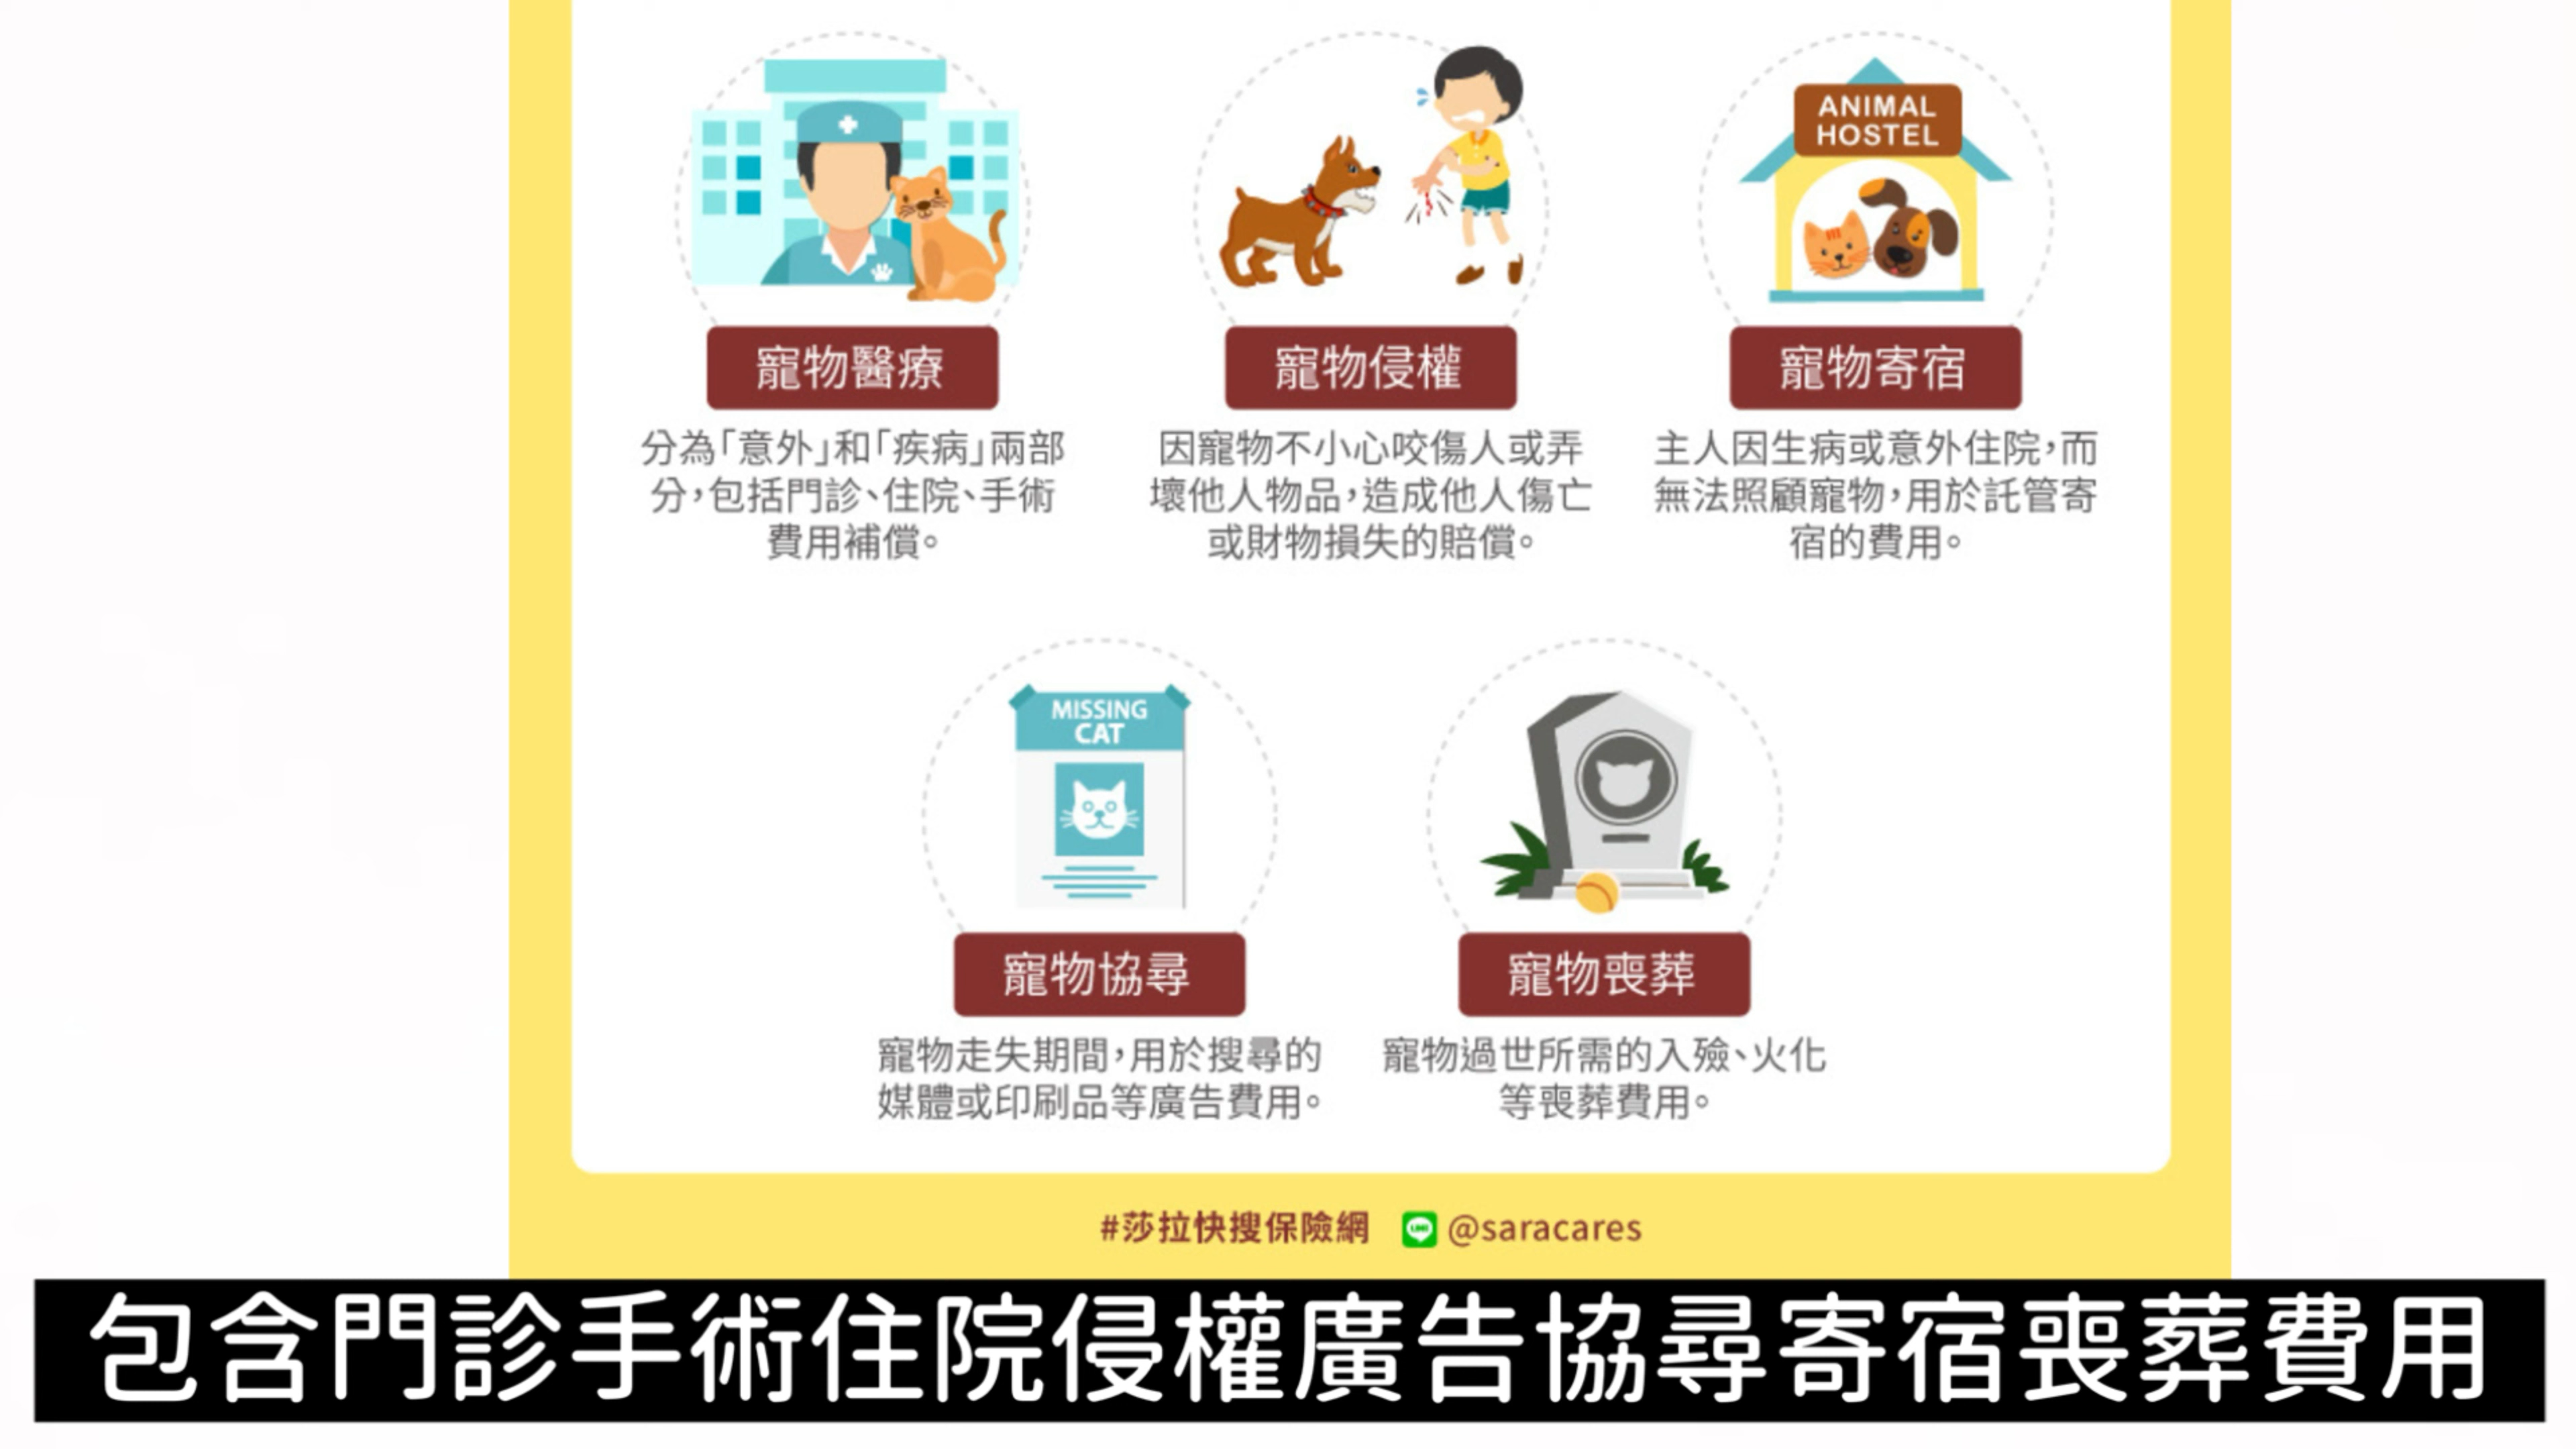 ANIMAL
HOSTEL
寵物醫療
分為「意外」和「疾病」兩部
分，包括門診、住院、手術
費用補償。
寵物侵權
因寵物不小心咬傷人或弄
壞他人物品，造成他人傷亡
或財物損失的賠償。
寵物寄宿
主人因生病或意外住院，而
無法照顧寵物，用於託管寄
宿的費用。
MISSING
CAT
寵物協尋
寵物走失期間，用於搜尋的
媒體或印刷品等廣告費用。
寵物喪葬
寵物過世所需的入殮、火化
等喪葬費用。
#莎拉快搜保險網 LINE @saracares
包含門診手術住院侵權廣告協尋寄宿喪葬費用